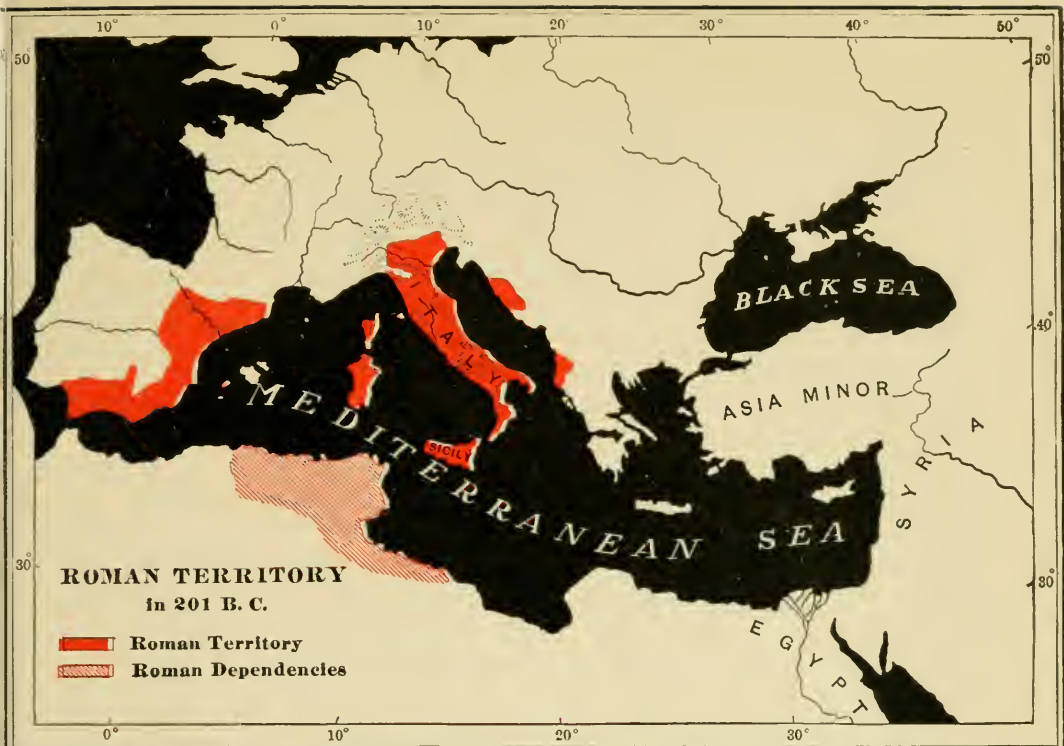 10° 0° 10° 20° 30° 40° 50°
50° 50°
BLACK SEA
40°
ITALY
ASIA MINOR
MEDITERRANEAN SEA
SICILY
SYRIA
30° 30°
ROMAN TERRITORY
in 201 B. C.
Roman Territory
Roman Dependencies
EGYPT
0° 10° 20° 30°